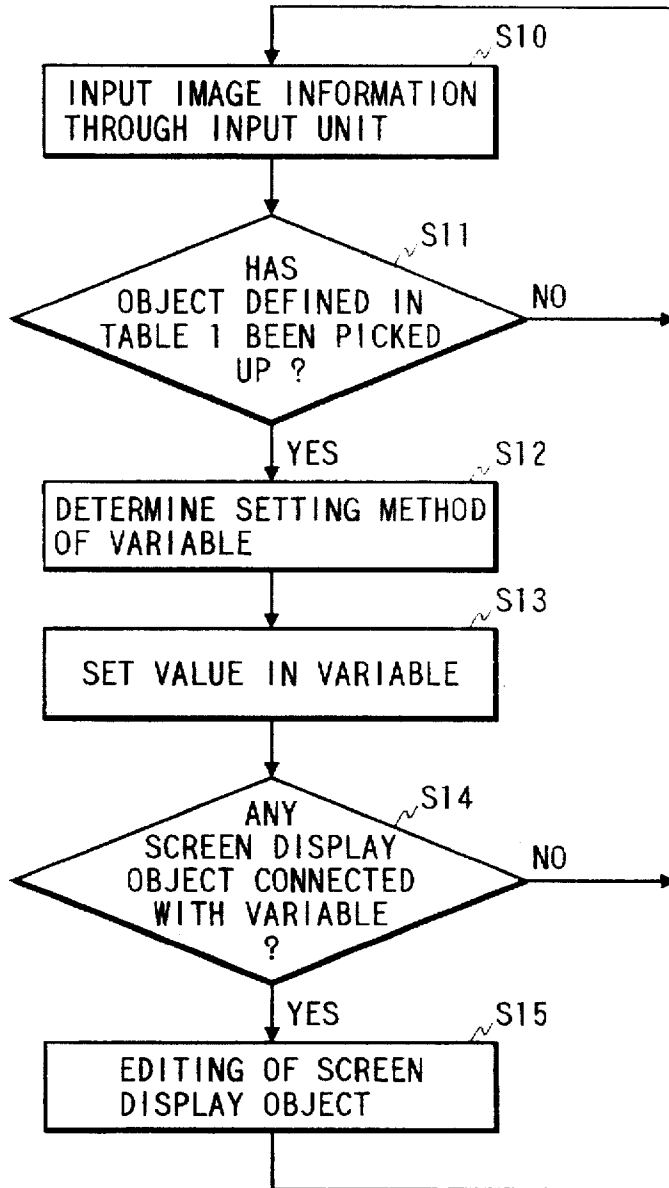 S10
INPUT IMAGE INFORMATION
THROUGH INPUT UNIT
S11
HAS
OBJECT DEFINED IN
TABLE 1 BEEN PICKED
UP ?
NO
YES
S12
DETERMINE SETTING METHOD
OF VARIABLE
S13
SET VALUE IN VARIABLE
S14
ANY
SCREEN DISPLAY
OBJECT CONNECTED
WITH VARIABLE
?
NO
YES
S15
EDITING OF SCREEN
DISPLAY OBJECT